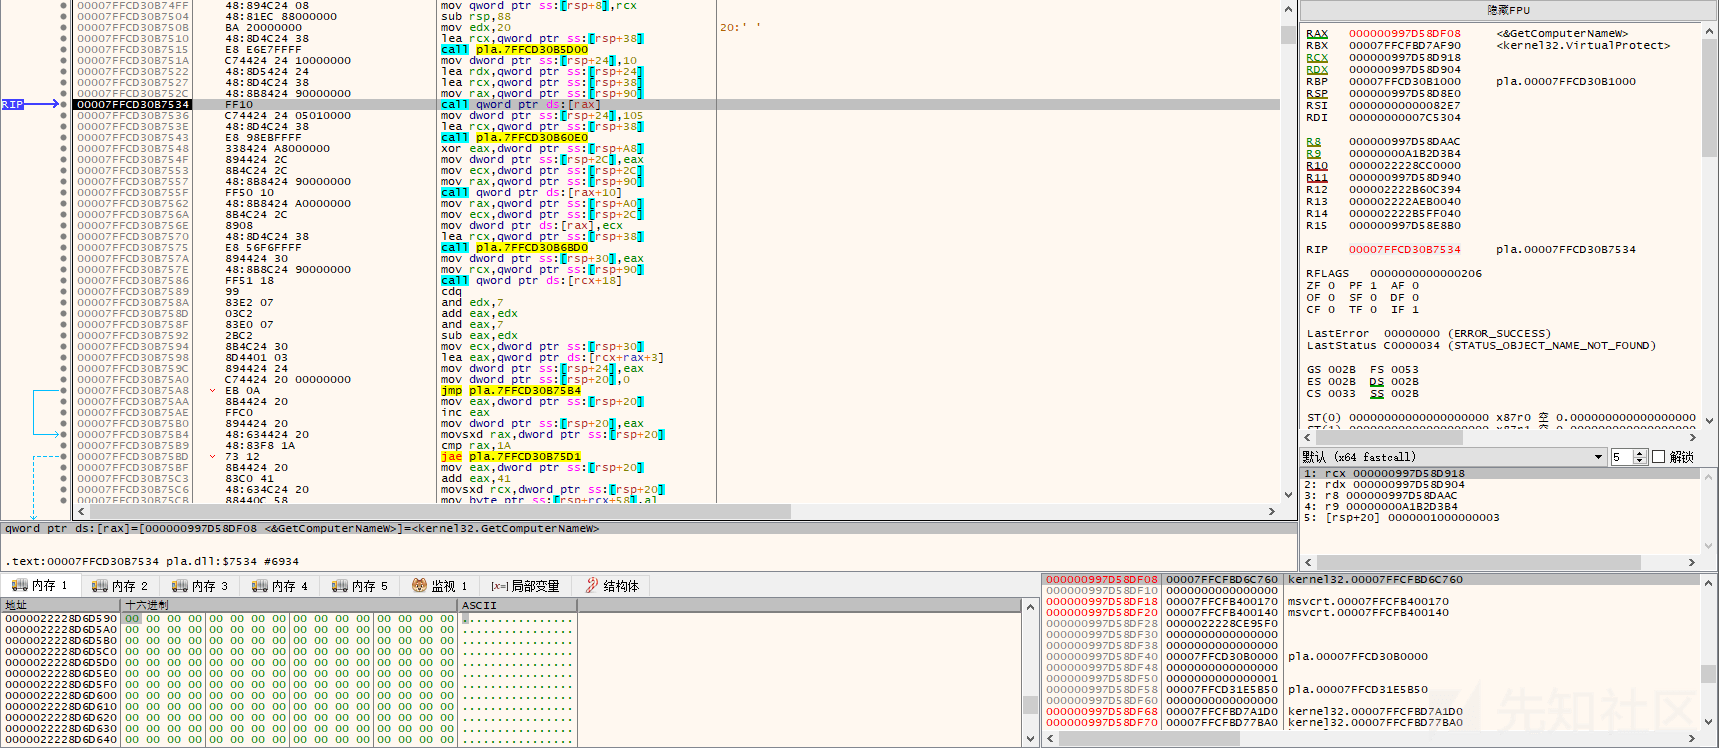 00007FFCD30B74FF 48:894C24 08 mov qword ptr ss:[rsp+8],rcx
00007FFCD30B7504 48:81EC 88000000 sub rsp,88
00007FFCD30B750B BA 20000000 mov edx,20 20:' '
00007FFCD30B7510 48:8D4C24 38 lea rcx,qword ptr ss:[rsp+38]
00007FFCD30B7515 E8 E6E7FFFF call pla.7FFCD30B5D00
00007FFCD30B751A C74424 24 10000000 mov dword ptr ss:[rsp+24],10
00007FFCD30B7522 48:8D5424 24 lea rdx,qword ptr ss:[rsp+24]
00007FFCD30B7527 48:8D4C24 38 lea rcx,qword ptr ss:[rsp+38]
00007FFCD30B752C 48:8B8424 90000000 mov rax,qword ptr ss:[rsp+90]
RIP 00007FFCD30B7534 FF10 call qword ptr ds:[rax]
00007FFCD30B7536 C74424 24 05010000 mov dword ptr ss:[rsp+24],105
00007FFCD30B753E 48:8D4C24 38 lea rcx,qword ptr ss:[rsp+38]
00007FFCD30B7543 E8 98EBFFFF call pla.7FFCD30B60E0
00007FFCD30B7548 338424 A8000000 xor eax,dword ptr ss:[rsp+A8]
00007FFCD30B754F 894424 2C mov dword ptr ss:[rsp+2C],eax
00007FFCD30B7553 8B4C24 2C mov ecx,dword ptr ss:[rsp+2C]
00007FFCD30B7557 48:8B8424 90000000 mov rax,qword ptr ss:[rsp+90]
00007FFCD30B755F FF50 10 call qword ptr ds:[rax+10]
00007FFCD30B7562 48:8B8424 A0000000 mov rax,qword ptr ss:[rsp+A0]
00007FFCD30B756A 8B4C24 2C mov ecx,dword ptr ss:[rsp+2C]
00007FFCD30B756E 8908 mov dword ptr ds:[rax],ecx
00007FFCD30B7570 48:8D4C24 38 lea rcx,qword ptr ss:[rsp+38]
00007FFCD30B7575 E8 56F6FFFF call pla.7FFCD30B6BD0
00007FFCD30B757A 894424 30 mov dword ptr ss:[rsp+30],eax
00007FFCD30B757E 48:8B8C24 90000000 mov rcx,qword ptr ss:[rsp+90]
00007FFCD30B7586 FF51 18 call qword ptr ds:[rcx+18]
00007FFCD30B7589 99 cdq
00007FFCD30B758A 83E2 07 and edx,7
00007FFCD30B758D 03C2 add eax,edx
00007FFCD30B758F 83E0 07 and eax,7
00007FFCD30B7592 2BC2 sub eax,edx
00007FFCD30B7594 8B4C24 30 mov ecx,dword ptr ss:[rsp+30]
00007FFCD30B7598 8D4401 03 lea eax,qword ptr ds:[rcx+rax+3]
00007FFCD30B759C 894424 24 mov dword ptr ss:[rsp+24],eax
00007FFCD30B75A0 C74424 20 00000000 mov dword ptr ss:[rsp+20],0
00007FFCD30B75A8 EB 0A jmp pla.7FFCD30B75B4
00007FFCD30B75AA 8B4424 20 mov eax,dword ptr ss:[rsp+20]
00007FFCD30B75AE FFC0 inc eax
00007FFCD30B75B0 894424 20 mov dword ptr ss:[rsp+20],eax
00007FFCD30B75B4 48:634424 20 movsxd rax,dword ptr ss:[rsp+20]
00007FFCD30B75B9 48:83F8 1A cmp rax,1A
00007FFCD30B75BD 73 12 jae pla.7FFCD30B75D1
00007FFCD30B75BF 8B4424 20 mov eax,dword ptr ss:[rsp+20]
00007FFCD30B75C3 83C0 41 add eax,41
00007FFCD30B75C6 48:634C24 20 movsxd rcx,dword ptr ss:[rsp+20]
00007FFCD30B75CB 88440C 58 mov byte ptr ss:[rsp+rcx+58],al
qword ptr ds:[rax]=[000000997D58DF08 <&GetComputerNameW>]=<kernel32.GetComputerNameW>
.text:00007FFCD30B7534 pla.dll:$7534 #6934
隐藏FPU
RAX 000000997D58DF08 <&GetComputerNameW>
RBX 00007FFCFBD7AF90 <kernel32.VirtualProtect>
RCX 000000997D58D918
RDX 000000997D58D904
RBP 00007FFCD30B1000 pla.00007FFCD30B1000
RSP 000000997D58D8E0
RSI 00000000000082E7
RDI 00000000007C5304
R8 000000997D58DAAC
R9 00000000A1B2D3B4
R10 000002228CC0000
R11 000000997D58D940
R12 000002222B60C394
R13 000002222AEB0040
R14 000002222B5FF040
R15 000000997D58E8B0
RIP 00007FFCD30B7534 pla.00007FFCD30B7534
RFLAGS 0000000000000206
ZF 0 PF 1 AF 0
OF 0 SF 0 DF 0
CF 0 TF 0 IF 1
LastError 00000000 (ERROR_SUCCESS)
LastStatus C0000034 (STATUS_OBJECT_NAME_NOT_FOUND)
GS 002B FS 0053
ES 002B DS 002B
CS 0033 SS 002B
ST(0) 00000000000000000000 x87r0 空 0.000000000000000000
默认 (x64 fastcall) 5 解锁
1: rcx 000000997D58D918
2: rdx 000000997D58D904
3: r8 000000997D58DAAC
4: r9 00000000A1B2D3B4
5: [rsp+20] 0000001000000003
内存 1 内存 2 内存 3 内存 4 内存 5 监视 1 [x=] 局部变量 结构体
地址 十六进制 ASCII
0000022228D6D590 00 00 00 00 00 00 00 00 00 00 00 00 00 00 00 00 ................
0000022228D6D5A0 00 00 00 00 00 00 00 00 00 00 00 00 00 00 00 00 ................
0000022228D6D5B0 00 00 00 00 00 00 00 00 00 00 00 00 00 00 00 00 ................
0000022228D6D5C0 00 00 00 00 00 00 00 00 00 00 00 00 00 00 00 00 ................
0000022228D6D5D0 00 00 00 00 00 00 00 00 00 00 00 00 00 00 00 00 ................
0000022228D6D5E0 00 00 00 00 00 00 00 00 00 00 00 00 00 00 00 00 ................
0000022228D6D5F0 00 00 00 00 00 00 00 00 00 00 00 00 00 00 00 00 ................
0000022228D6D600 00 00 00 00 00 00 00 00 00 00 00 00 00 00 00 00 ................
0000022228D6D610 00 00 00 00 00 00 00 00 00 00 00 00 00 00 00 00 ................
0000022228D6D620 00 00 00 00 00 00 00 00 00 00 00 00 00 00 00 00 ................
0000022228D6D630 00 00 00 00 00 00 00 00 00 00 00 00 00 00 00 00 ................
0000022228D6D640 00 00 00 00 00 00 00 00 00 00 00 00 00 00 00 00 ................
000000997D58DF08 00007FFCFBD6C760 kernel32.00007FFCFBD6C760
000000997D58DF10 0000000000000000
000000997D58DF18 00007FFCFB400170 msvcrt.00007FFCFB400170
000000997D58DF20 00007FFCFB400140 msvcrt.00007FFCFB400140
000000997D58DF28 0000022228CE95F0
000000997D58DF30 0000000000000000
000000997D58DF38 0000000000000000
000000997D58DF40 00007FFCD30B0000 pla.00007FFCD30B0000
000000997D58DF48 0000000000000000
000000997D58DF50 0000000000000001
000000997D58DF58 00007FFCD31E5B50 pla.00007FFCD31E5B50
000000997D58DF60 0000000000000000
000000997D58DF68 00007FFCFBD7A1D0 kernel32.00007FFCFBD7A1D0
000000997D58DF70 00007FFCFBD77BA0 kernel32.00007FFCFBD77BA0
先知社区